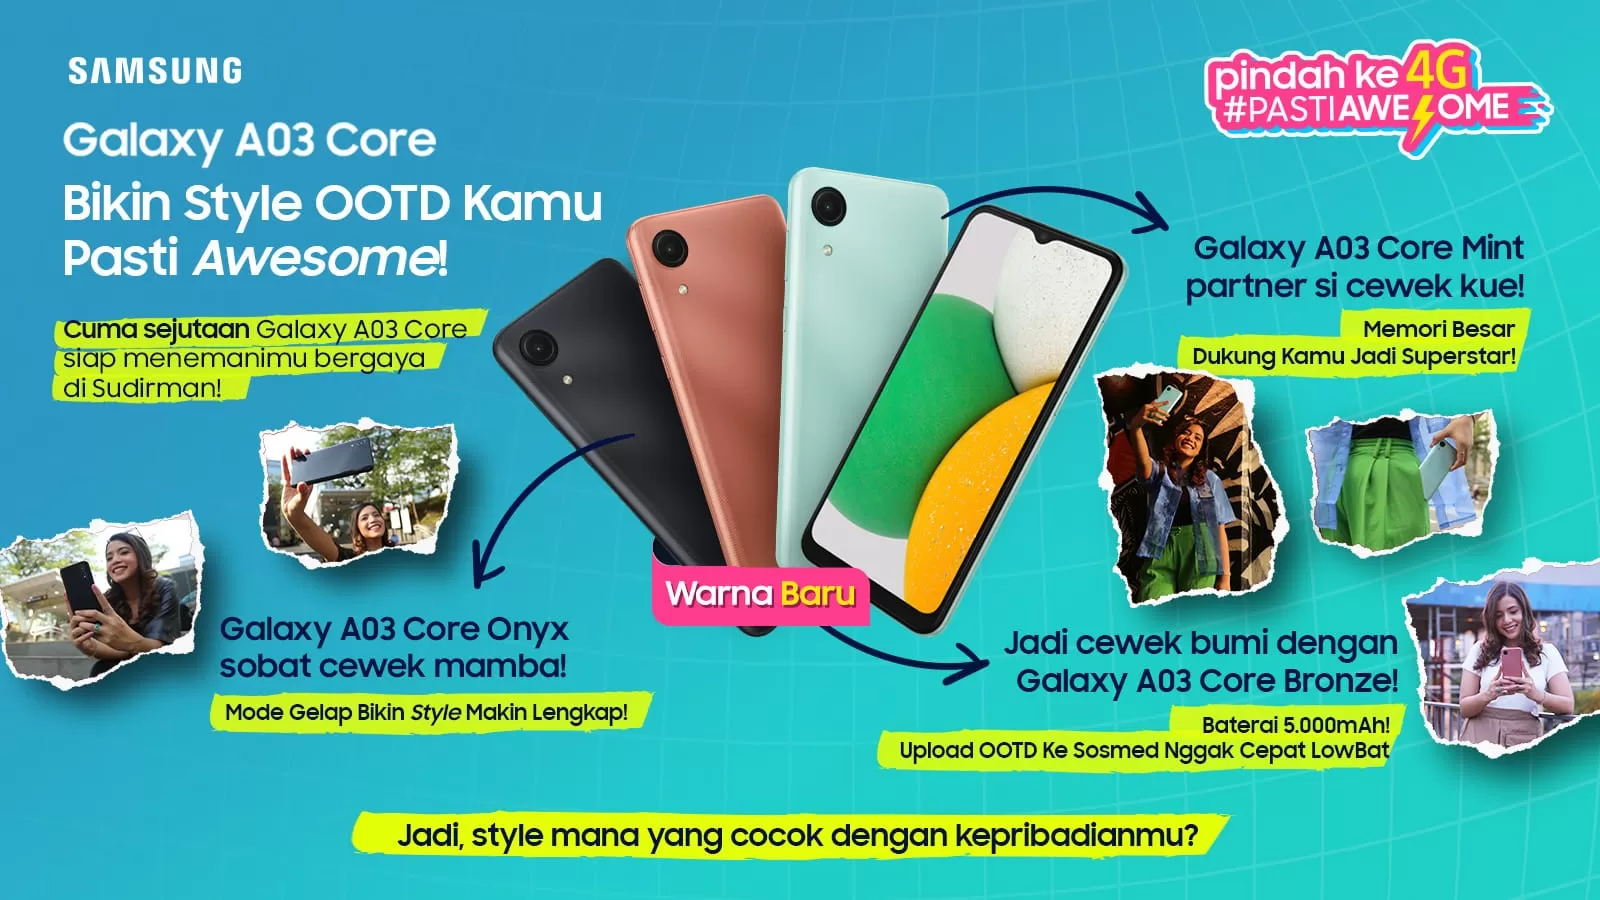 SAMSUNG
Galaxy A03 Core
Bikin Style OOTD Kamu
Pasti Awesome!
Cuma sejutaan Galaxy A03 Core
siap menemanimu bergaya
di Sudirman!
pindah ke 4G
#PASTIAWESOME
Galaxy A03 Core Mint
partner si cewek kue!
Memori Besar
Dukung Kamu Jadi Superstar!
Warna Baru
Galaxy A03 Core Onyx
sobat cewek mamba!
Mode Gelap Bikin Style Makin Lengkap!
Jadi cewek bumi dengan
Galaxy A03 Core Bronze!
Baterai 5.000mAh!
Upload OOTD Ke Sosmed Nggak Cepat LowBat
Jadi, style mana yang cocok dengan kepribadianmu?